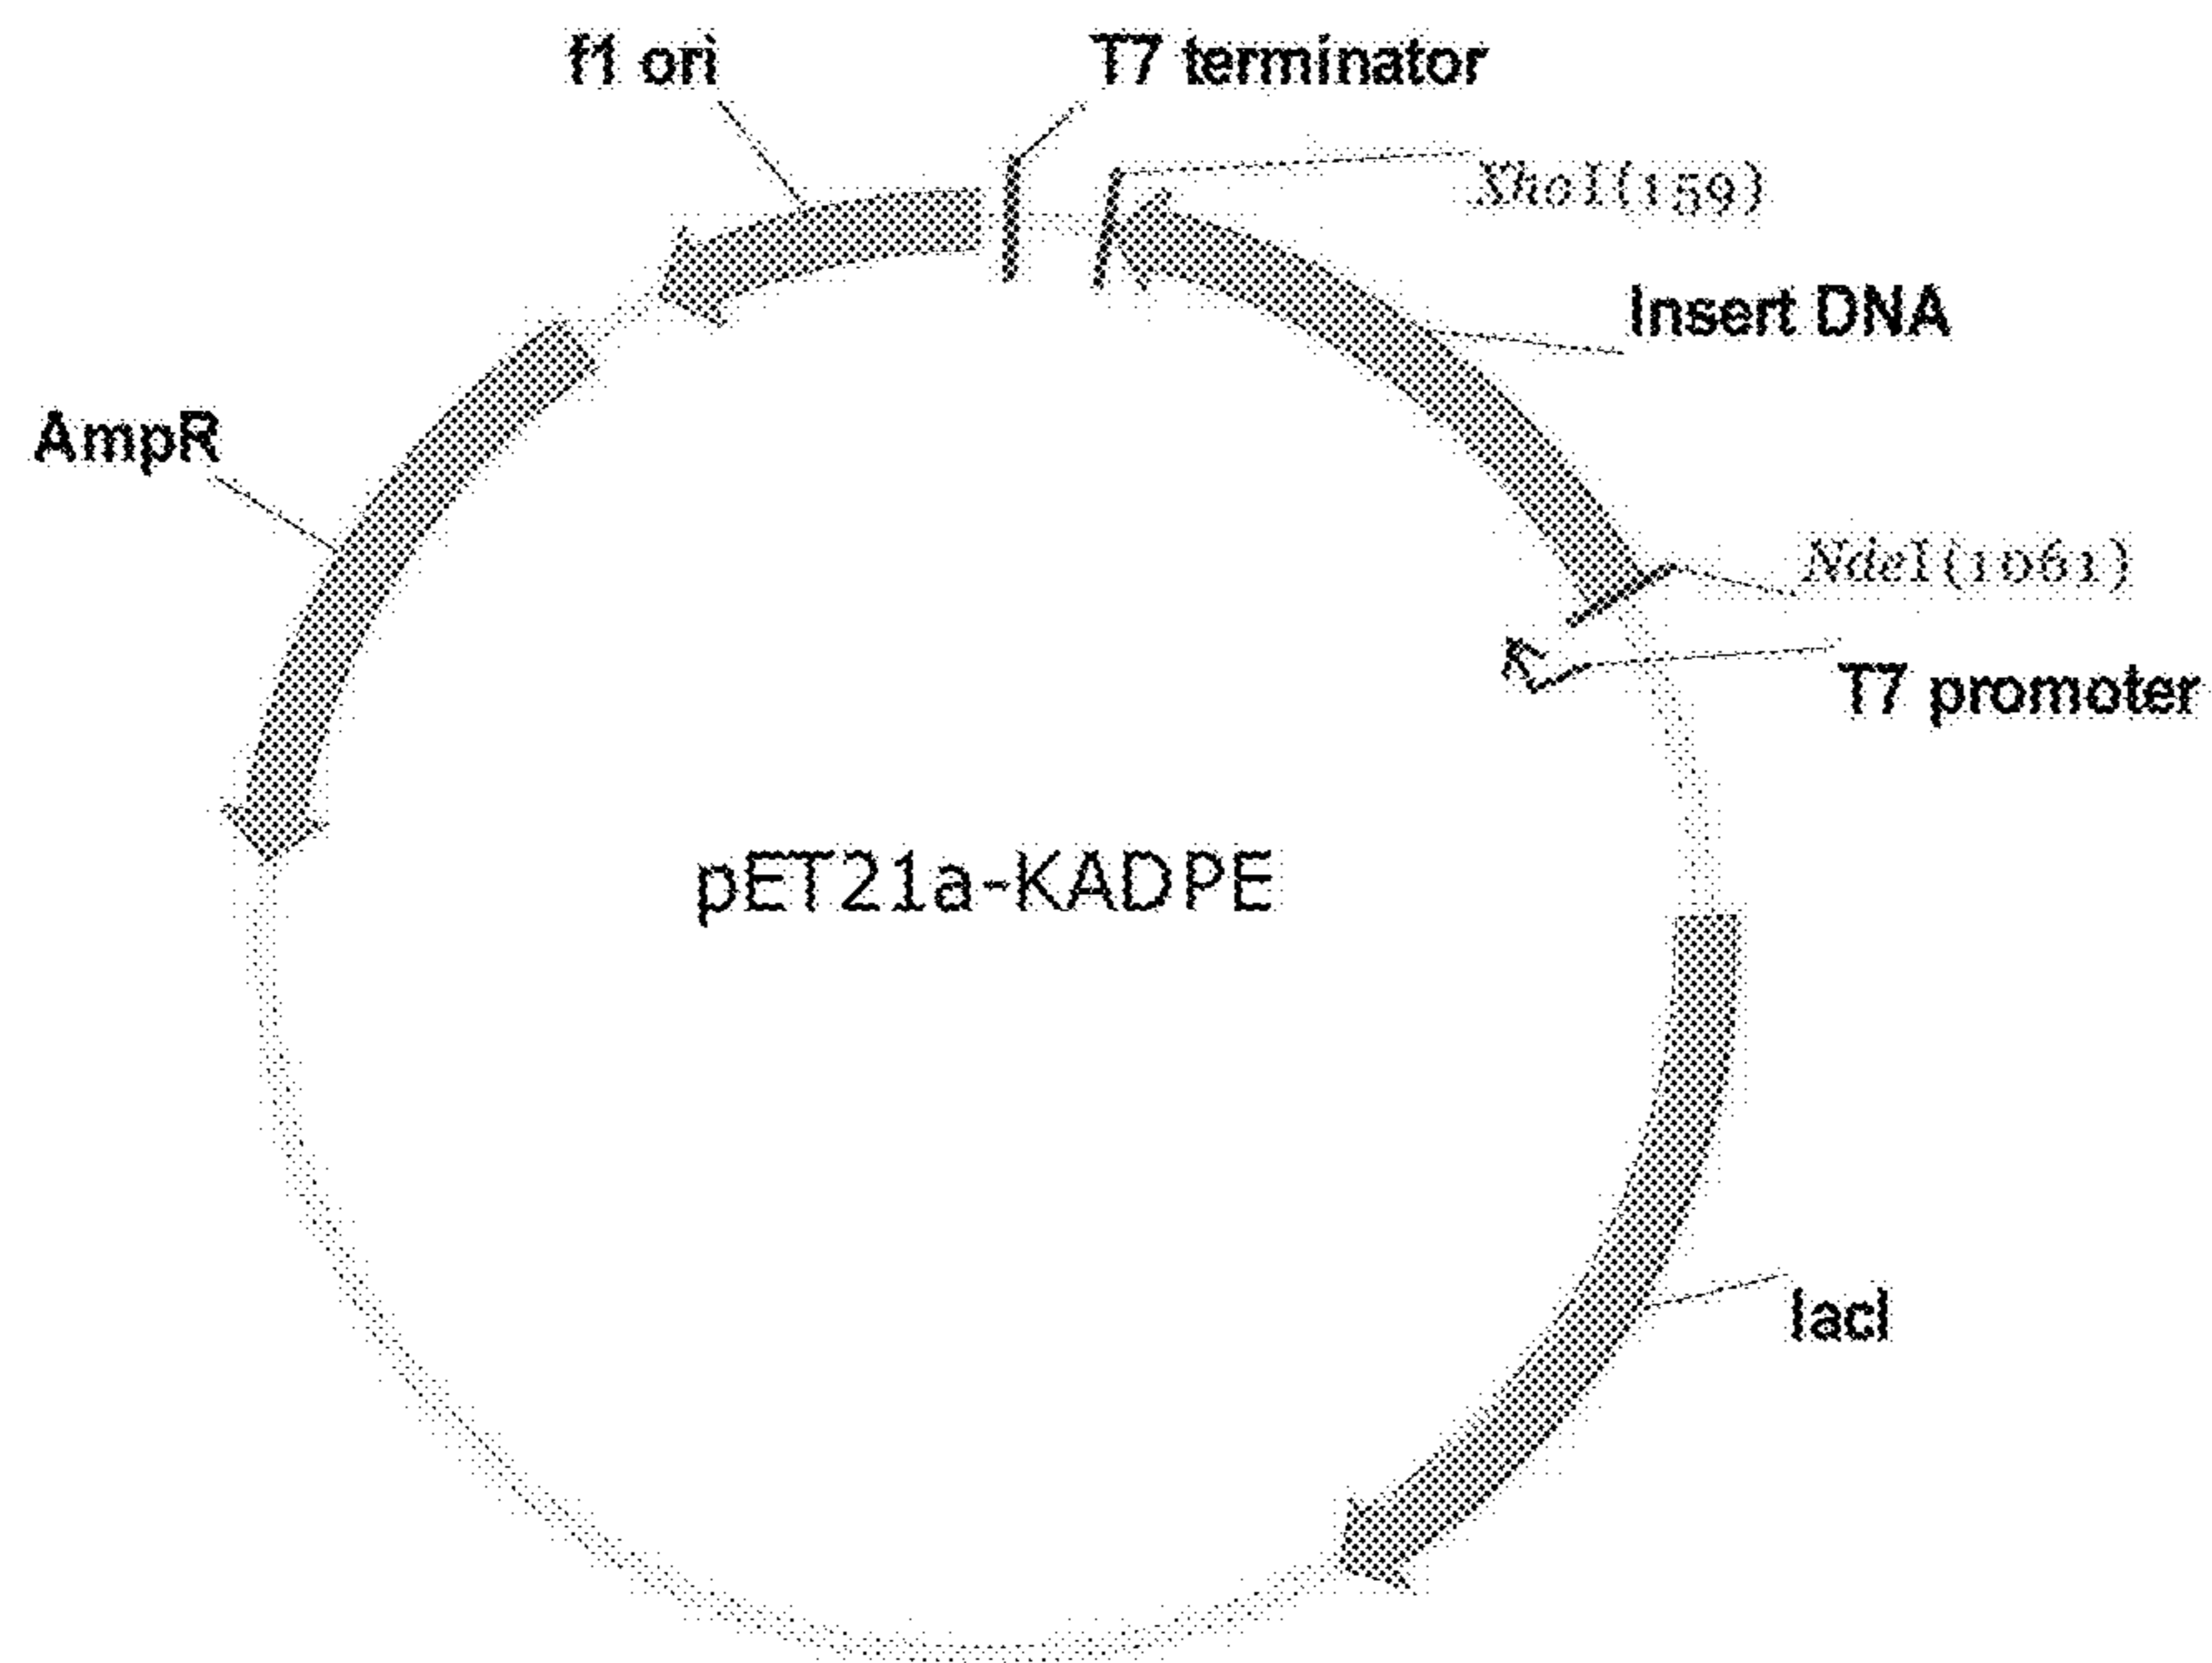 f1 ori
T7 terminator
XhoI(159)
Insert DNA
AmpR
NdeI(1061)
T7 promoter
pET21a-KADPE
lacI